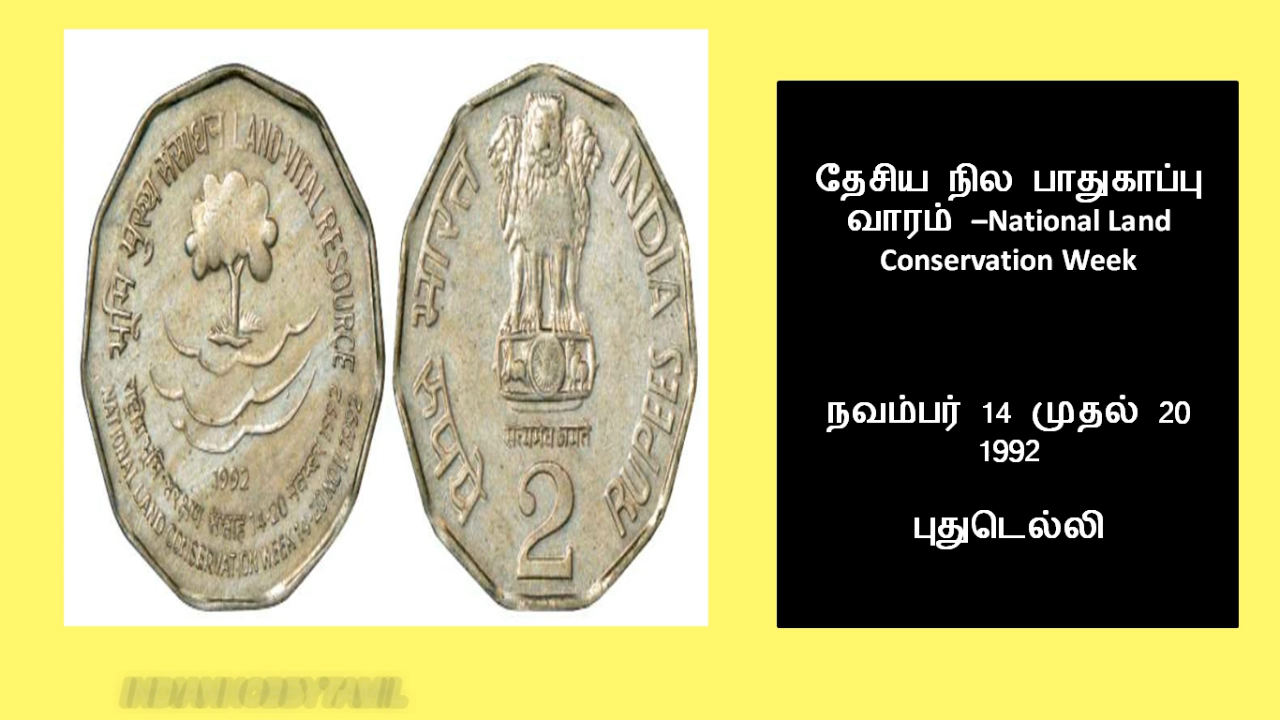 भूमि मुख्य संसाधन LAND-VITAL RESOURCE
1992
NATIONAL LAND CONSERVATION WEEK 14-20 NOV 1992
भारत
INDIA
रुपये
RUPEES
सत्यमेव जयते
2
தேசிய நில பாதுகாப்பு
வாரம் –National Land
Conservation Week
நவம்பர் 14 முதல் 20
1992
புதுடெல்லி